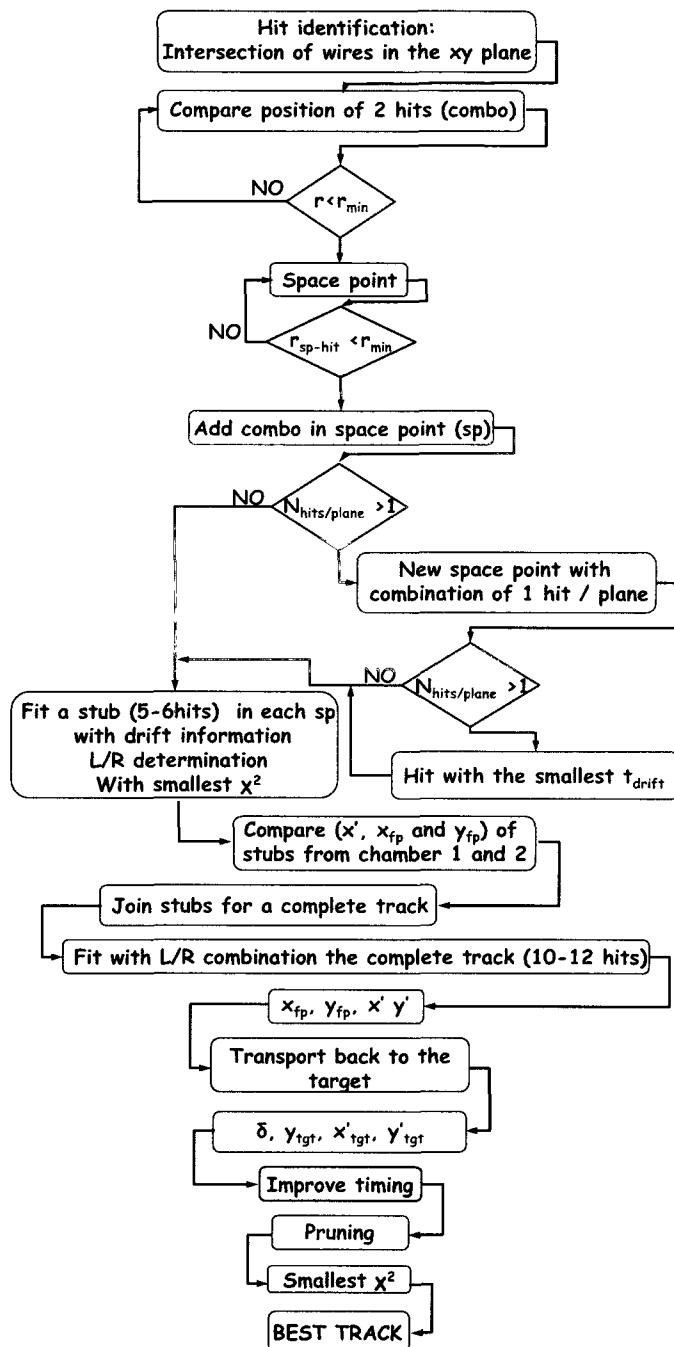 Hit identification:
Intersection of wires in the xy plane
Compare position of 2 hits (combo)
NO
r<r_min
Space point
NO
r_sp-hit <r_min
Add combo in space point (sp)
NO
N_hits/plane >1
New space point with
combination of 1 hit / plane
NO
N_hits/plane >1
Fit a stub (5-6hits) in each sp
with drift information
L/R determination
With smallest χ²
Hit with the smallest t_drift
Compare (x', x_fp and y_fp) of
stubs from chamber 1 and 2
Join stubs for a complete track
Fit with L/R combination the complete track (10-12 hits)
x_fp, y_fp, x' y'
Transport back to the
target
δ, y_tgt, x'_tgt, y'_tgt
Improve timing
Pruning
Smallest χ²
BEST TRACK